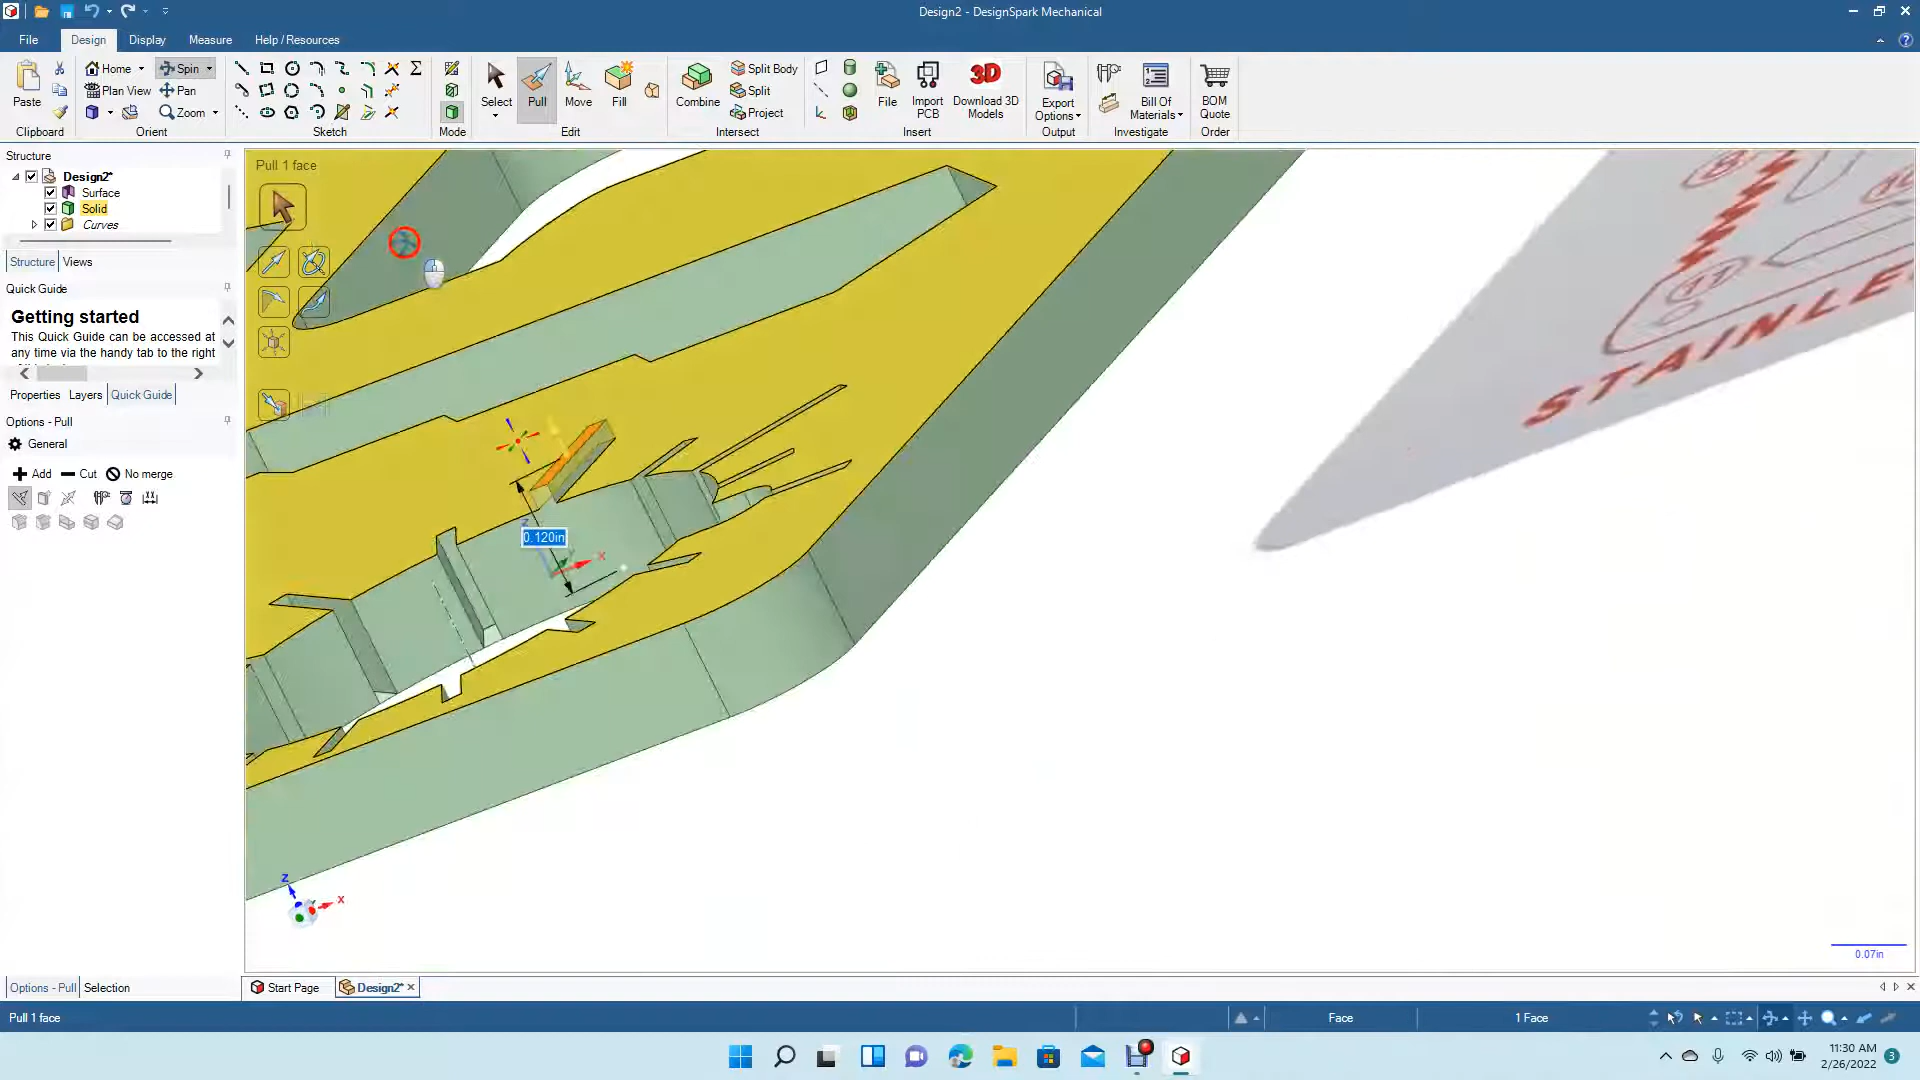 Design2 - DesignSpark Mechanical
File
Design
Display
Measure
Help / Resources
Paste
Clipboard
Home
Spin
Plan View
Pan
Zoom
Orient
Sketch
Mode
Select
Pull
Move
Fill
Edit
Combine
Split Body
Split
Project
Intersect
File
Import PCB
Download 3D Models
Insert
Export Options
Output
Bill Of Materials
Investigate
BOM Quote
Order
Structure
Design2*
Surface
Solid
Curves
Structure
Views
Quick Guide
Getting started
This Quick Guide can be accessed at
any time via the handy tab to the right
Properties
Layers
Quick Guide
Options - Pull
General
Add
Cut
No merge
Pull 1 face
0.120in
Z
X
Z
X
STAINLE
11
0.07in
Options - Pull
Selection
Start Page
Design2*
Pull 1 face
Face
1 Face
11:30 AM
2/26/2022
3